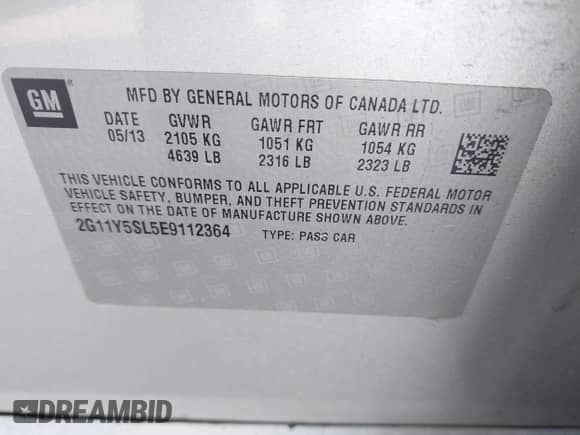 GM
MFD BY GENERAL MOTORS OF CANADA LTD.
DATE GVWR GAWR FRT GAWR RR
05/13 2105 KG 1051 KG 1054 KG
4639 LB 2316 LB 2323 LB
THIS VEHICLE CONFORMS TO ALL APPLICABLE U.S. FEDERAL MOTOR
VEHICLE SAFETY, BUMPER, AND THEFT PREVENTION STANDARDS IN
EFFECT ON THE DATE OF MANUFACTURE SHOWN ABOVE.
2G11Y5SL5E9112364 TYPE: PASS CAR
DREAMBID